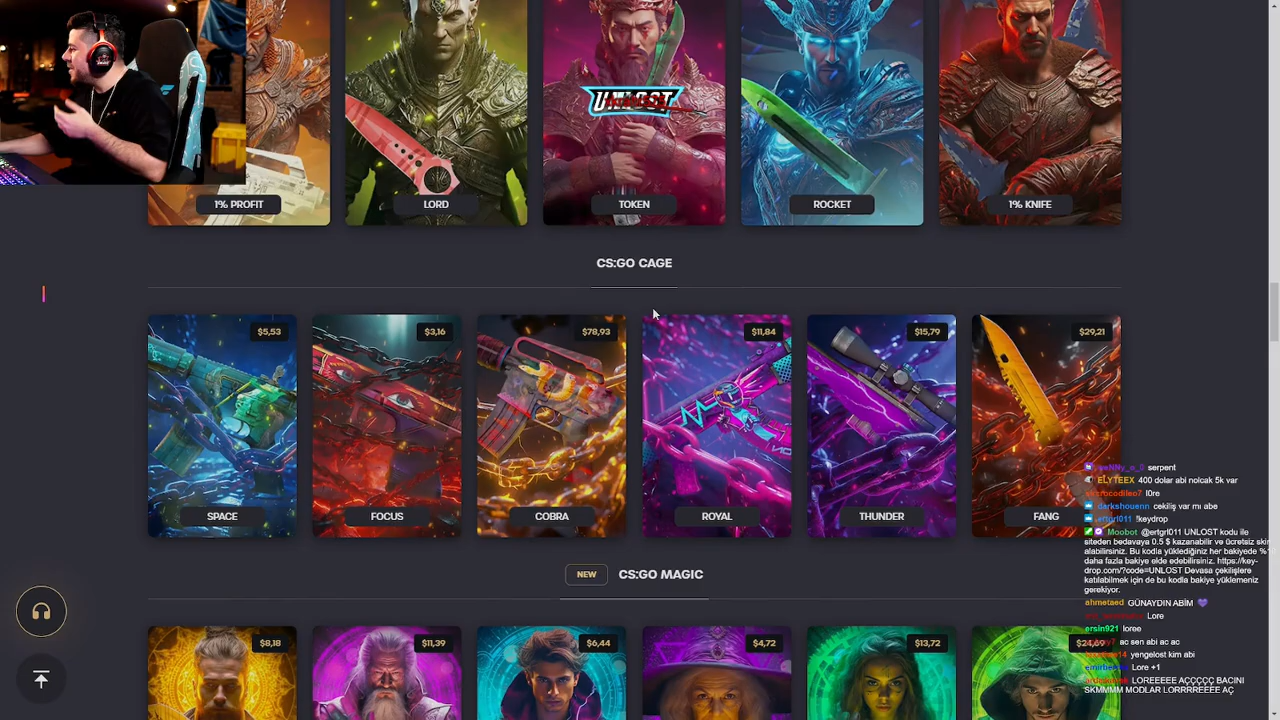 UNLOST
1% PROFIT
LORD
TOKEN
ROCKET
1% KNIFE
CS:GO CAGE
$5,53
$3,16
$78,93
$11,84
$15,79
$29,21
SPACE
FOCUS
COBRA
ROYAL
THUNDER
FANG
NEW
CS:GO MAGIC
$8,18
$11,39
$6,44
$4,72
$13,72
$24,69
serpent
ELYTEEX 400 dolar abi nolcak 5k var
l0re
darkshouenn cekiliş var mı abe
ertgrl011 !keydrop
Moobot @ertgrl011 UNLOST kodu ile
siteden bedavaya 0.5 $ kazanabilir ve ücretsiz skin
alabilirsiniz. Bu kodla yüklediğiniz her bakiyede %
daha fazla bakiye elde edebilirsiniz. https://key-
drop.com/?code=UNLOST Devasa çekilişlere
katılabilmek için de bu kodla bakiye yüklemeniz
gerekiyor.
ahmetaed GÜNAYDIN ABİM
Lore
ersin921 loree
ac sen abi ac ac
yengelost kim abi
Lore +1
LOREEEEE AÇÇÇÇÇ BACINI
SKMMMM MODLAR LORRRREEEE AÇ